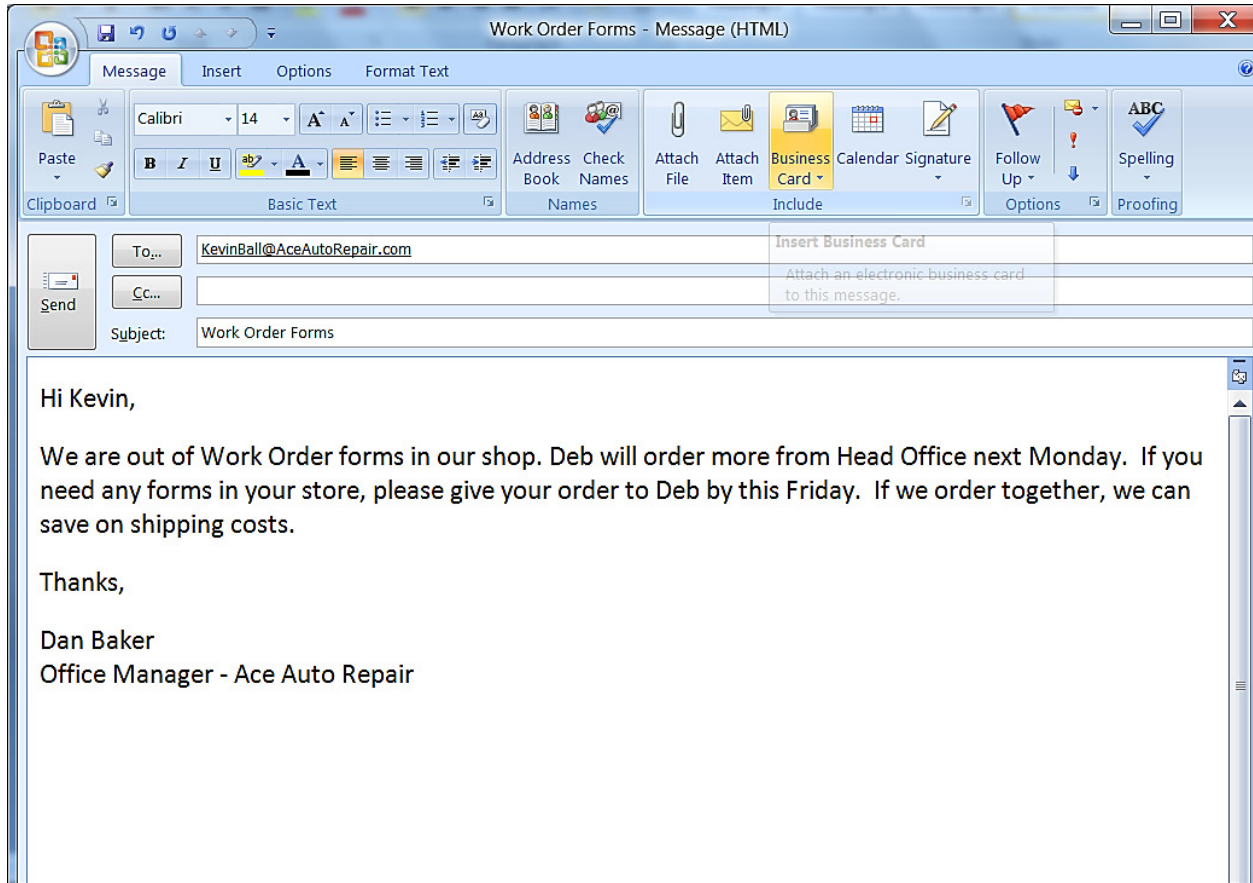 Work Order Forms - Message (HTML)
Message Insert Options Format Text
Calibri 14 A A ABC
Paste B I U ab A Address Book Check Names Attach File Attach Item Business Card Calendar Signature Follow Up Spelling
Clipboard Basic Text Names Include Options Proofing
To... KevinBall@AceAutoRepair.com
Insert Business Card
Attach an electronic business card
to this message.
Cc...
Send
Subject: Work Order Forms
Hi Kevin,
We are out of Work Order forms in our shop. Deb will order more from Head Office next Monday.  If you
need any forms in your store, please give your order to Deb by this Friday.  If we order together, we can
save on shipping costs.
Thanks,
Dan Baker
Office Manager - Ace Auto Repair